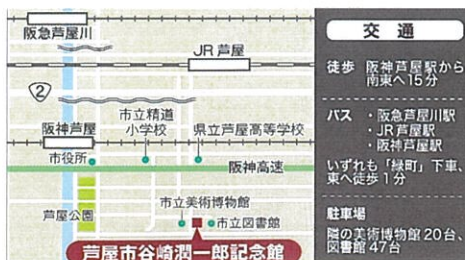 阪急芦屋川
JR 芦屋
2
市立精道
小学校
県立芦屋高等学校
阪神芦屋
市役所
阪神高速
芦屋公園
市立美術博物館
市立図書館
芦屋市谷崎潤一郎記念館
交通
徒歩 阪神芦屋駅から
南東へ15分
バス ・阪急芦屋川駅
・JR芦屋駅
・阪神芦屋駅
いずれも「緑町」下車、
東へ徒歩1分
駐車場
隣の美術博物館20台、
図書館47台